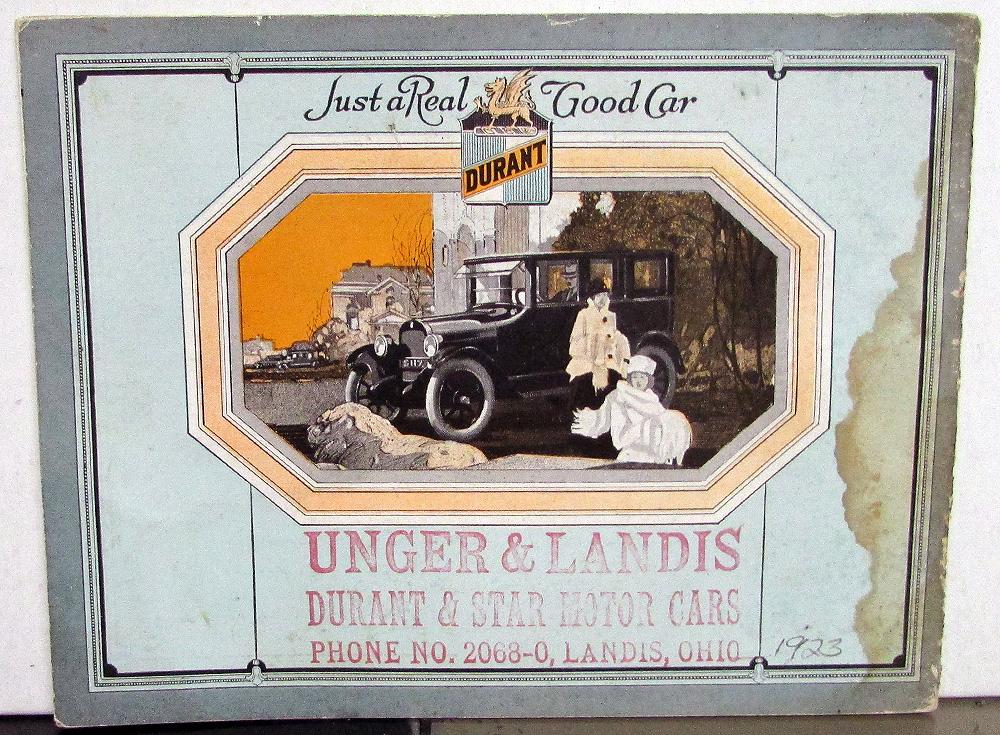 Just a Real Good Car
DURANT
UNGER & LANDIS
DURANT & STAR MOTOR CARS
PHONE NO. 2068-0, LANDIS, OHIO
1923